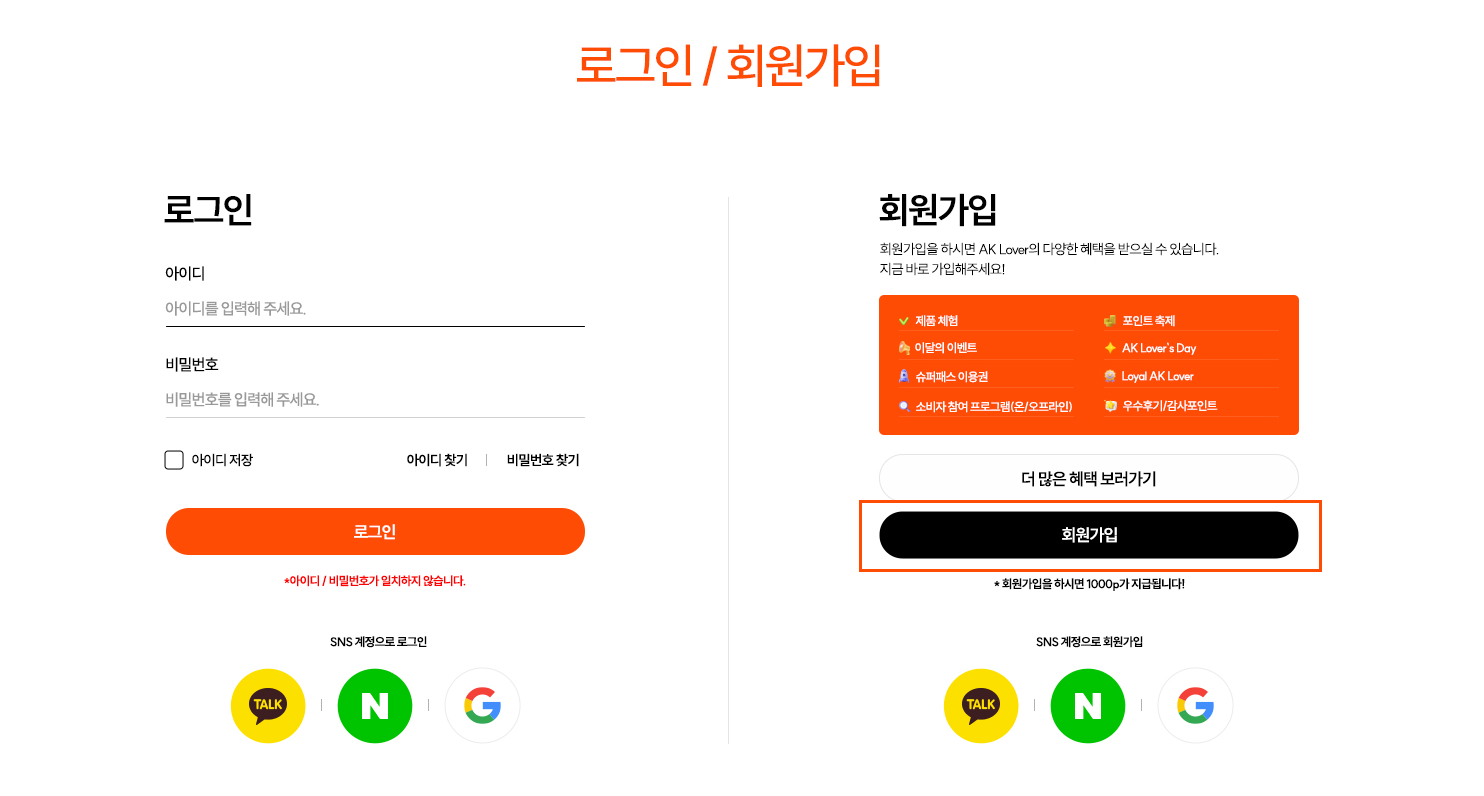 로그인 / 회원가입
로그인
아이디
아이디를 입력해 주세요.
비밀번호
비밀번호를 입력해 주세요.
아이디 저장
아이디 찾기
비밀번호 찾기
로그인
*아이디 / 비밀번호가 일치하지 않습니다.
SNS 계정으로 로그인
TALK
N
G
회원가입
회원가입을 하시면 AK Lover의 다양한 혜택을 받으실 수 있습니다.
지금 바로 가입해주세요!
제품 체험
포인트 축제
이달의 이벤트
AK Lover's Day
슈퍼패스 이용권
Loyal AK Lover
소비자 참여 프로그램(온/오프라인)
우수후기/감사포인트
더 많은 혜택 보러가기
회원가입
* 회원가입을 하시면 1000p가 지급됩니다!
SNS 계정으로 회원가입
TALK
N
G